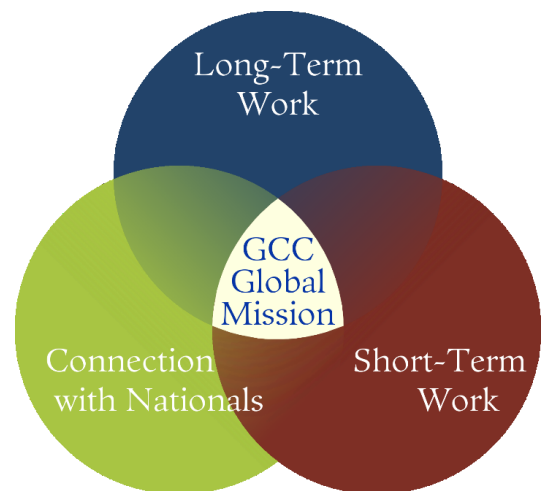 Long-Term
Work
GCC
Global
Mission
Connection
with Nationals
Short-Term
Work